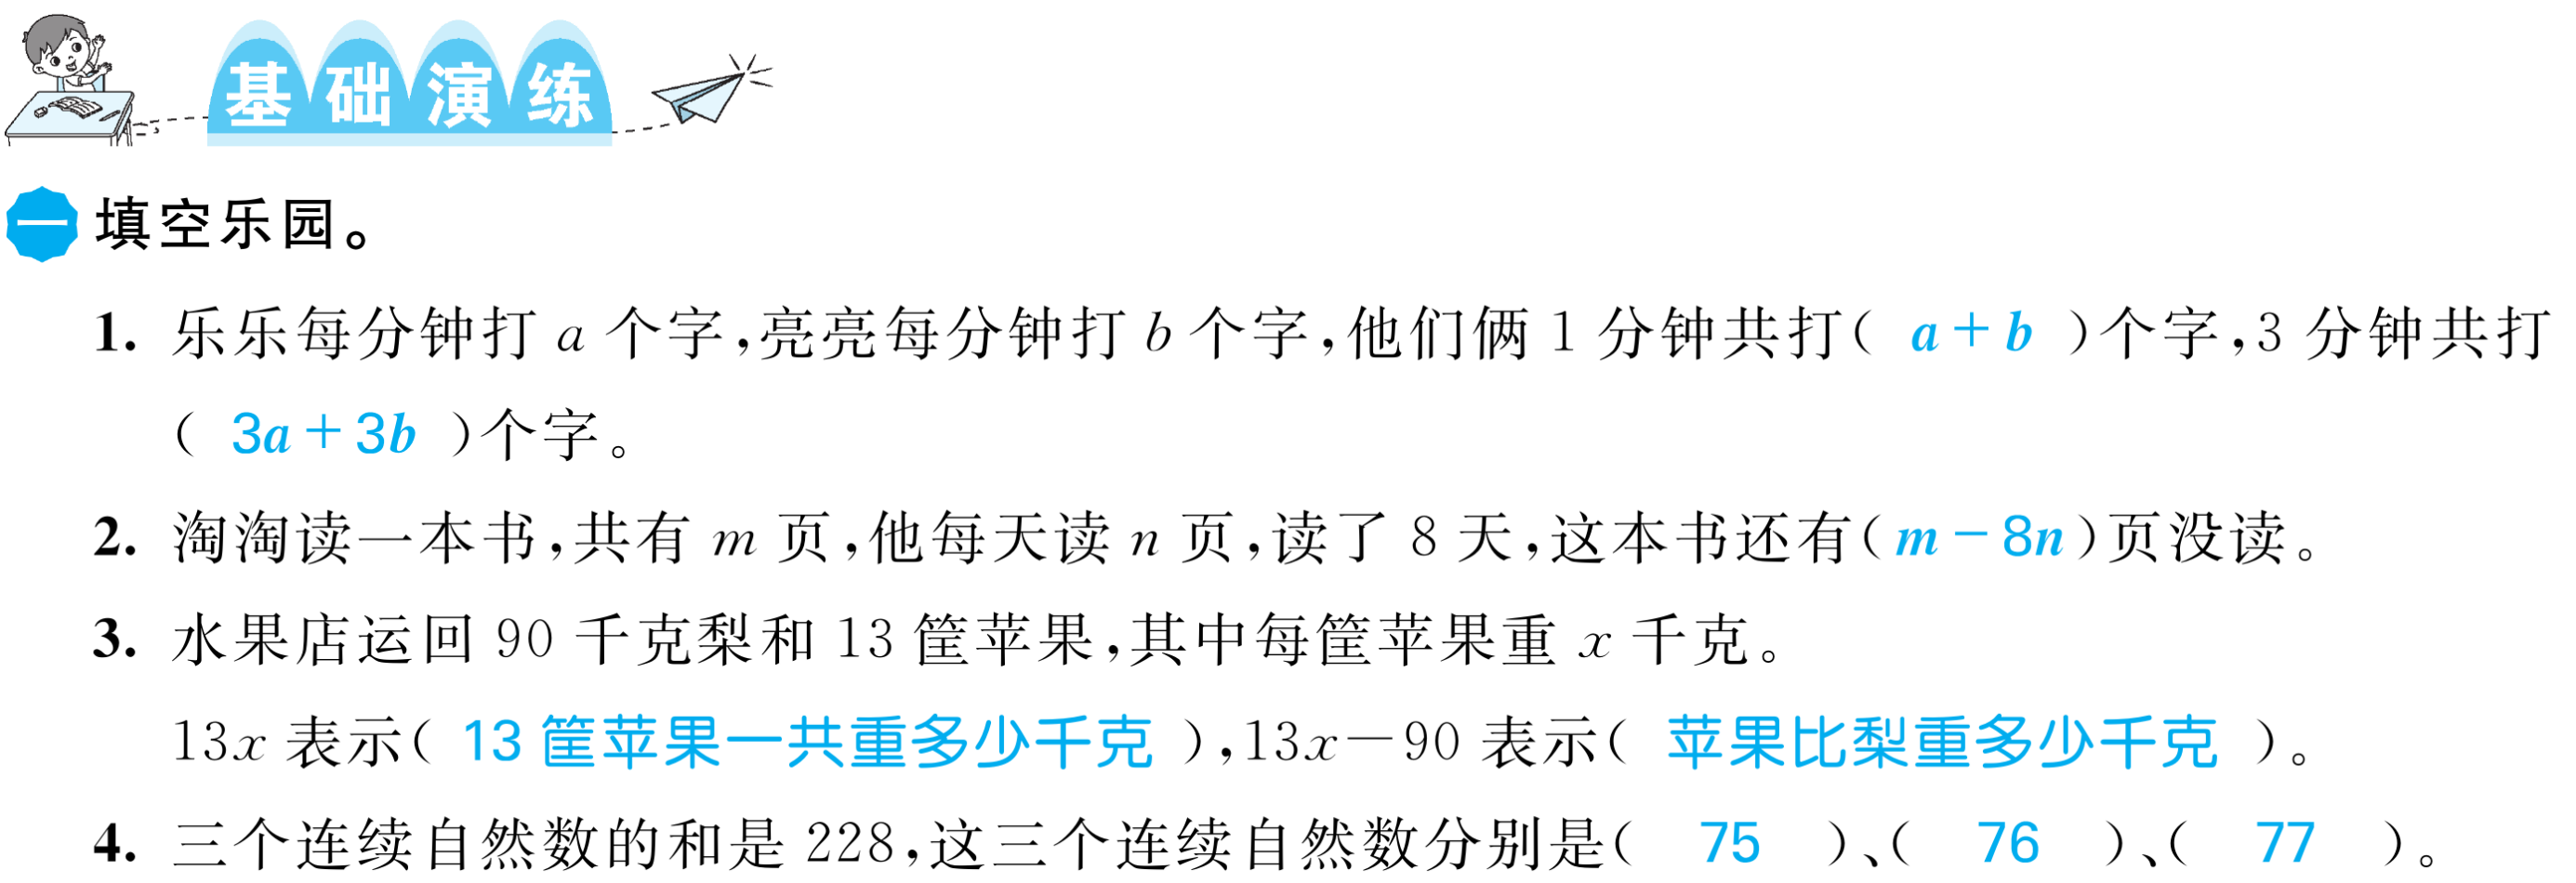 基础演练
一 填空乐园。
1. 乐乐每分钟打 a 个字,亮亮每分钟打 b 个字,他们俩 1 分钟共打( a+b )个字,3 分钟共打
( 3a+3b )个字。
2. 淘淘读一本书,共有 m 页,他每天读 n 页,读了 8 天,这本书还有(m-8n)页没读。
3. 水果店运回 90 千克梨和 13 筐苹果,其中每筐苹果重 x 千克。
13x 表示( 13 筐苹果一共重多少千克 ),13x-90 表示( 苹果比梨重多少千克 )。
4. 三个连续自然数的和是 228,这三个连续自然数分别是( 75 )、( 76 )、( 77 )。